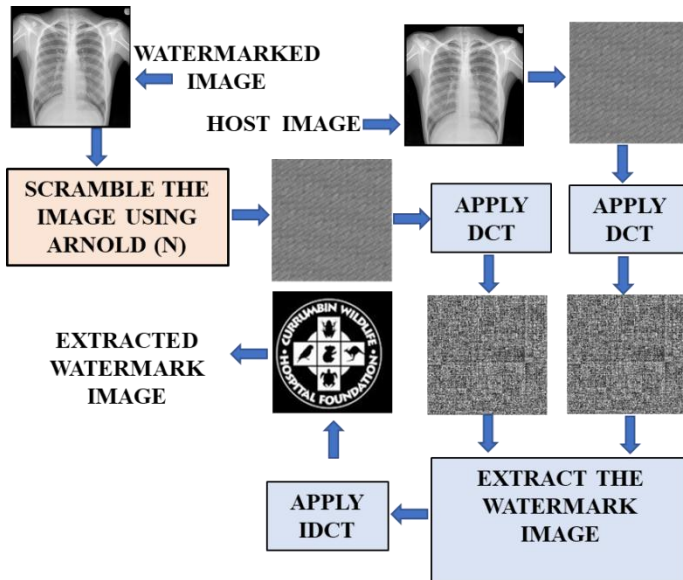 WATERMARKED
IMAGE
HOST IMAGE
SCRAMBLE THE
IMAGE USING
ARNOLD (N)
APPLY
DCT
APPLY
DCT
EXTRACTED
WATERMARK
IMAGE
CURRUMBIN WILDLIFE
HOSPITAL FOUNDATION
APPLY
IDCT
EXTRACT THE
WATERMARK
IMAGE